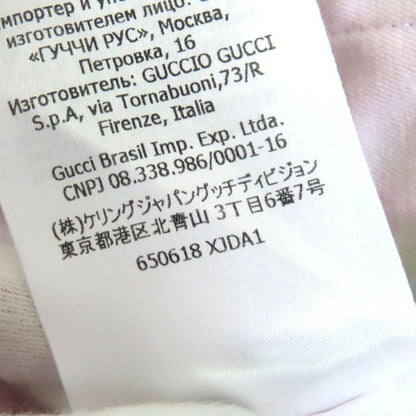 импортер и упо
изготовителем лицо:
«ГУЧЧИ РУС», Москва,
Петровка, 16
Изготовитель: GUCCIO GUCCI
S.p.A, via Tornabuoni,73/R
Firenze, Italia
Gucci Brasil Imp. Exp. Ltda.
CNPJ 08.338.986/0001-16
(株)ケリングジャパングッチディビジョン
東京都港区北青山 3丁目6番7号
650618 XJDA1